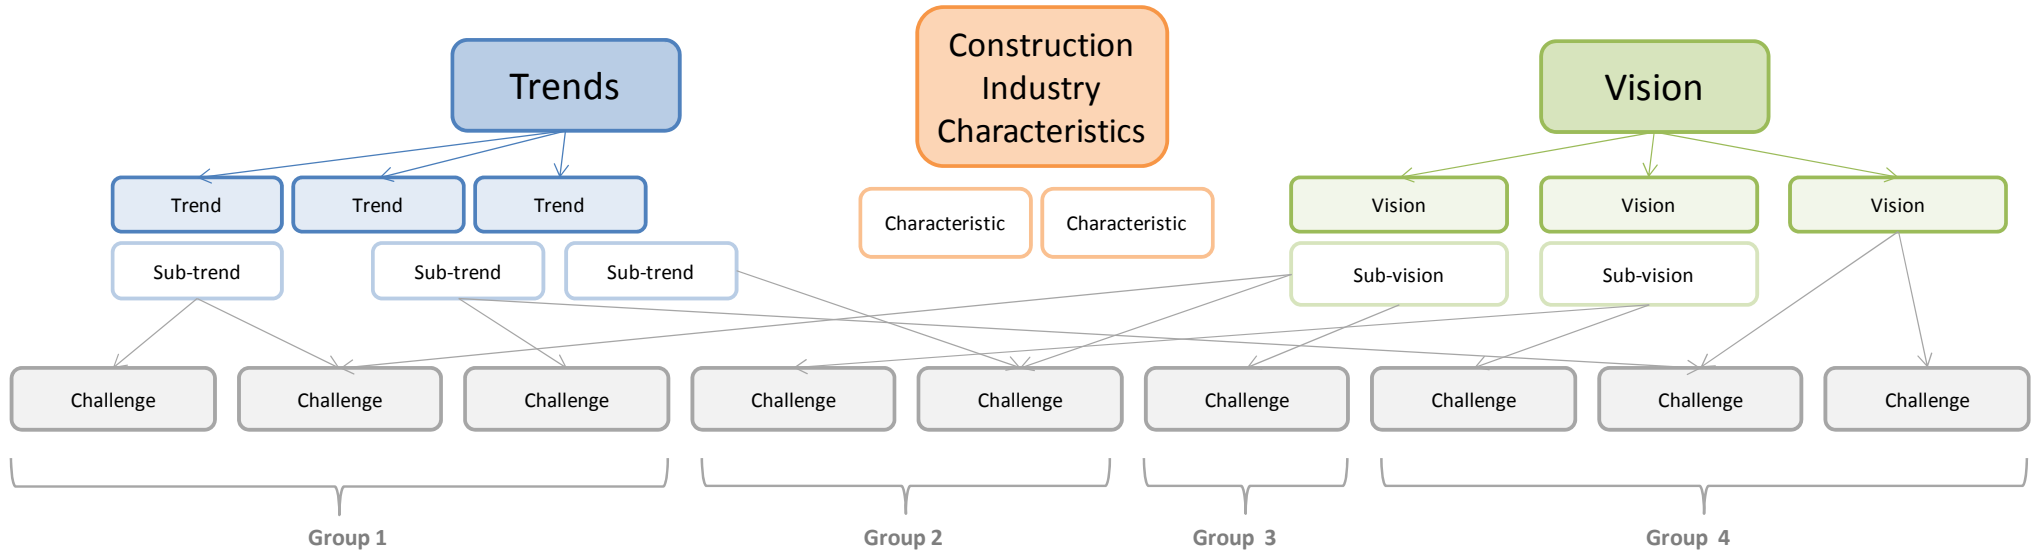 Trends
Construction
Industry
Characteristics
Vision
Trend
Trend
Trend
Characteristic
Characteristic
Vision
Vision
Vision
Sub-trend
Sub-trend
Sub-trend
Sub-vision
Sub-vision
Challenge
Challenge
Challenge
Challenge
Challenge
Challenge
Challenge
Challenge
Challenge
Group 1
Group 2
Group 3
Group 4